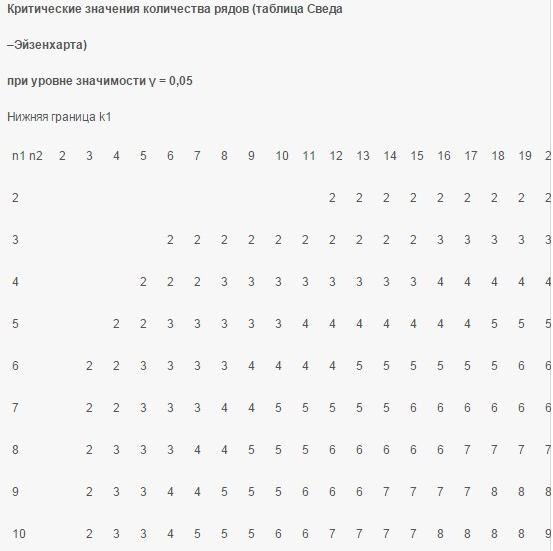 Критические значения количества рядов (таблица Сведа
–Эйзенхарта)
при уровне значимости γ = 0,05
Нижняя граница k1
n1 n2 2 3 4 5 6 7 8 9 10 11 12 13 14 15 16 17 18 19 2
2 2 2 2 2 2 2 2 2 2
3 2 2 2 2 2 2 2 2 2 2 3 3 3 3 3
4 2 2 2 3 3 3 3 3 3 3 3 4 4 4 4 4
5 2 2 3 3 3 3 3 4 4 4 4 4 4 4 5 5 5
6 2 2 3 3 3 3 4 4 4 4 5 5 5 5 5 5 6 6
7 2 2 3 3 3 4 4 5 5 5 5 5 6 6 6 6 6 6
8 2 3 3 3 4 4 5 5 5 6 6 6 6 6 7 7 7 7
9 2 3 3 4 4 5 5 5 6 6 6 7 7 7 7 8 8 8
10 2 3 3 4 5 5 5 6 6 7 7 7 7 8 8 8 8 9